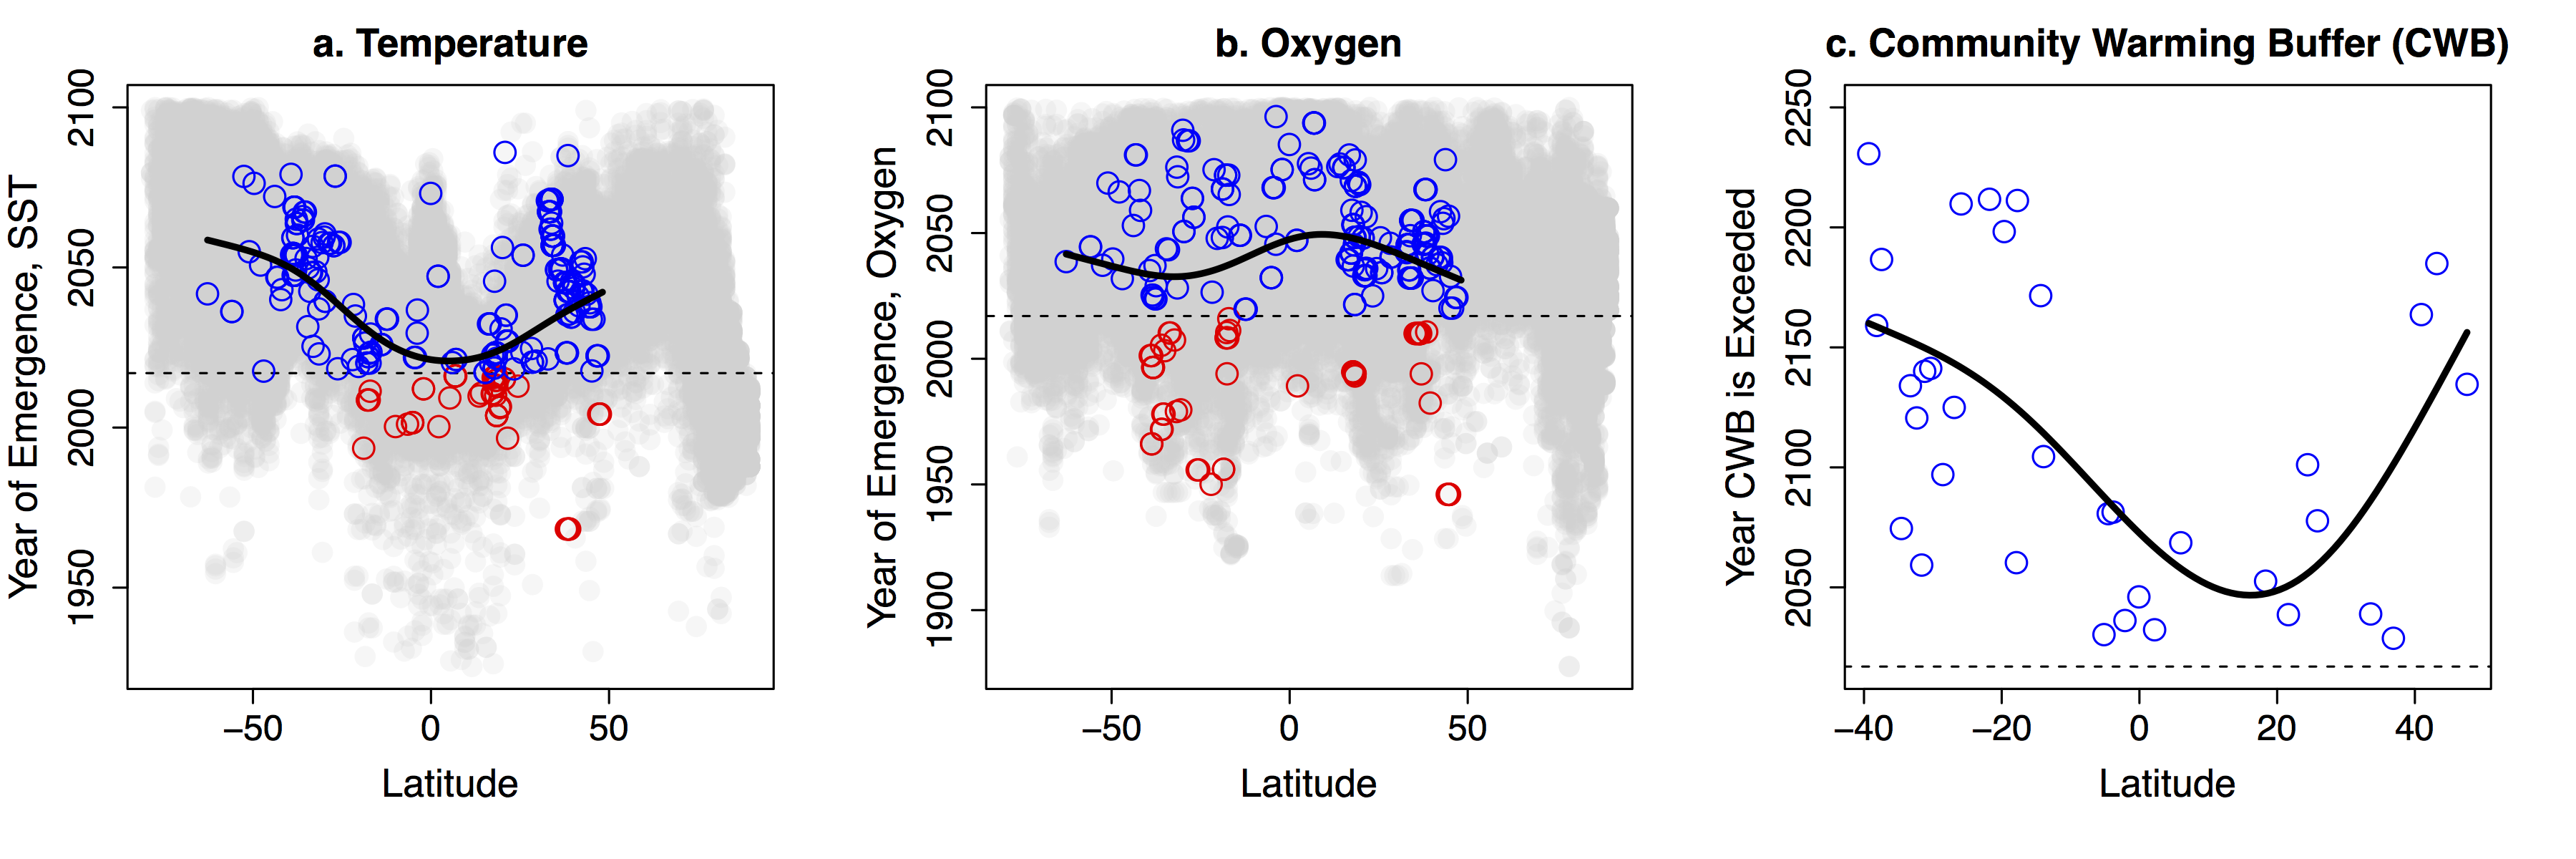 a. Temperature
Year of Emergence, SST
2100
2050
2000
1950
−50
0
50
Latitude
b. Oxygen
Year of Emergence, Oxygen
2100
2050
2000
1950
1900
−50
0
50
Latitude
c. Community Warming Buffer (CWB)
Year CWB is Exceeded
2250
2200
2150
2100
2050
−40
−20
0
20
40
Latitude